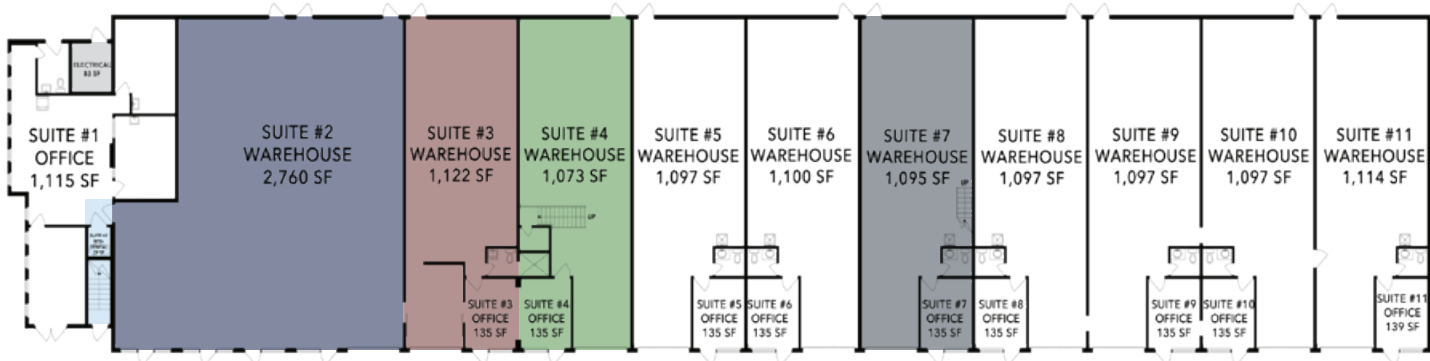 ELECTRICAL
83 SF
SUITE #1
OFFICE
1,115 SF
SUITE #2
WAREHOUSE
2,760 SF
SUITE #3
WAREHOUSE
1,122 SF
SUITE #4
WAREHOUSE
1,073 SF
SUITE #5
WAREHOUSE
1,097 SF
SUITE #6
WAREHOUSE
1,100 SF
SUITE #7
WAREHOUSE
1,095 SF
SUITE #8
WAREHOUSE
1,097 SF
SUITE #9
WAREHOUSE
1,097 SF
SUITE #10
WAREHOUSE
1,097 SF
SUITE #11
WAREHOUSE
1,114 SF
UP
UP
SUITE #3
OFFICE
135 SF
SUITE #4
OFFICE
135 SF
SUITE #5
OFFICE
135 SF
SUITE #6
OFFICE
135 SF
SUITE #7
OFFICE
135 SF
SUITE #8
OFFICE
135 SF
SUITE #9
OFFICE
135 SF
SUITE #10
OFFICE
135 SF
SUITE #11
OFFICE
139 SF